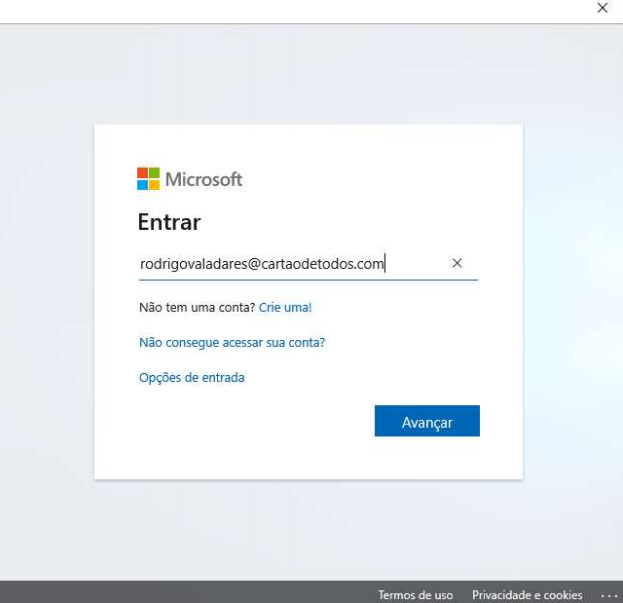 Microsoft
Entrar
rodrigovaladares@cartaodetodos.com
Não tem uma conta? Crie uma!
Não consegue acessar sua conta?
Opções de entrada
Avançar
Termos de uso Privacidade e cookies ...